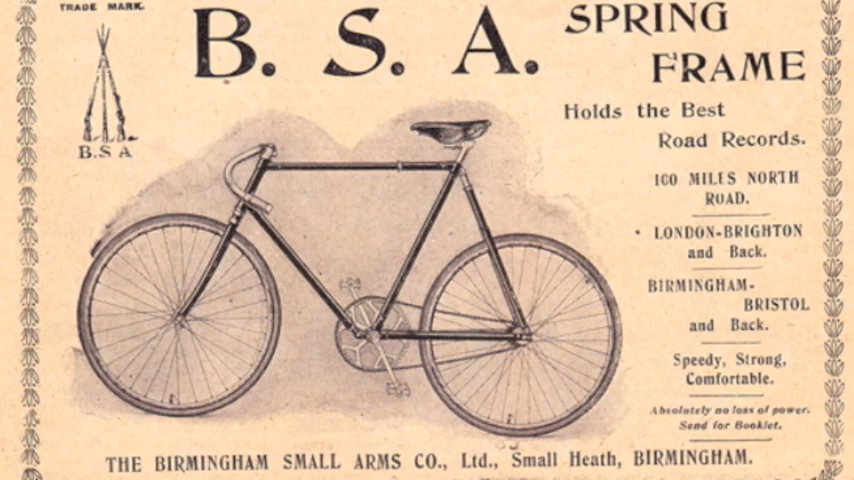 TRADE MARK.
B.S A
B. S. A.
SPRING
FRAME
Holds the Best
Road Records.
100 MILES NORTH
ROAD.
LONDON-BRIGHTON
and Back.
BIRMINGHAM-
BRISTOL
and Back.
Speedy, Strong,
Comfortable.
Absolutely no loss of power.
Send for Booklet.
THE BIRMINGHAM SMALL ARMS CO., Ltd., Small Heath, BIRMINGHAM.